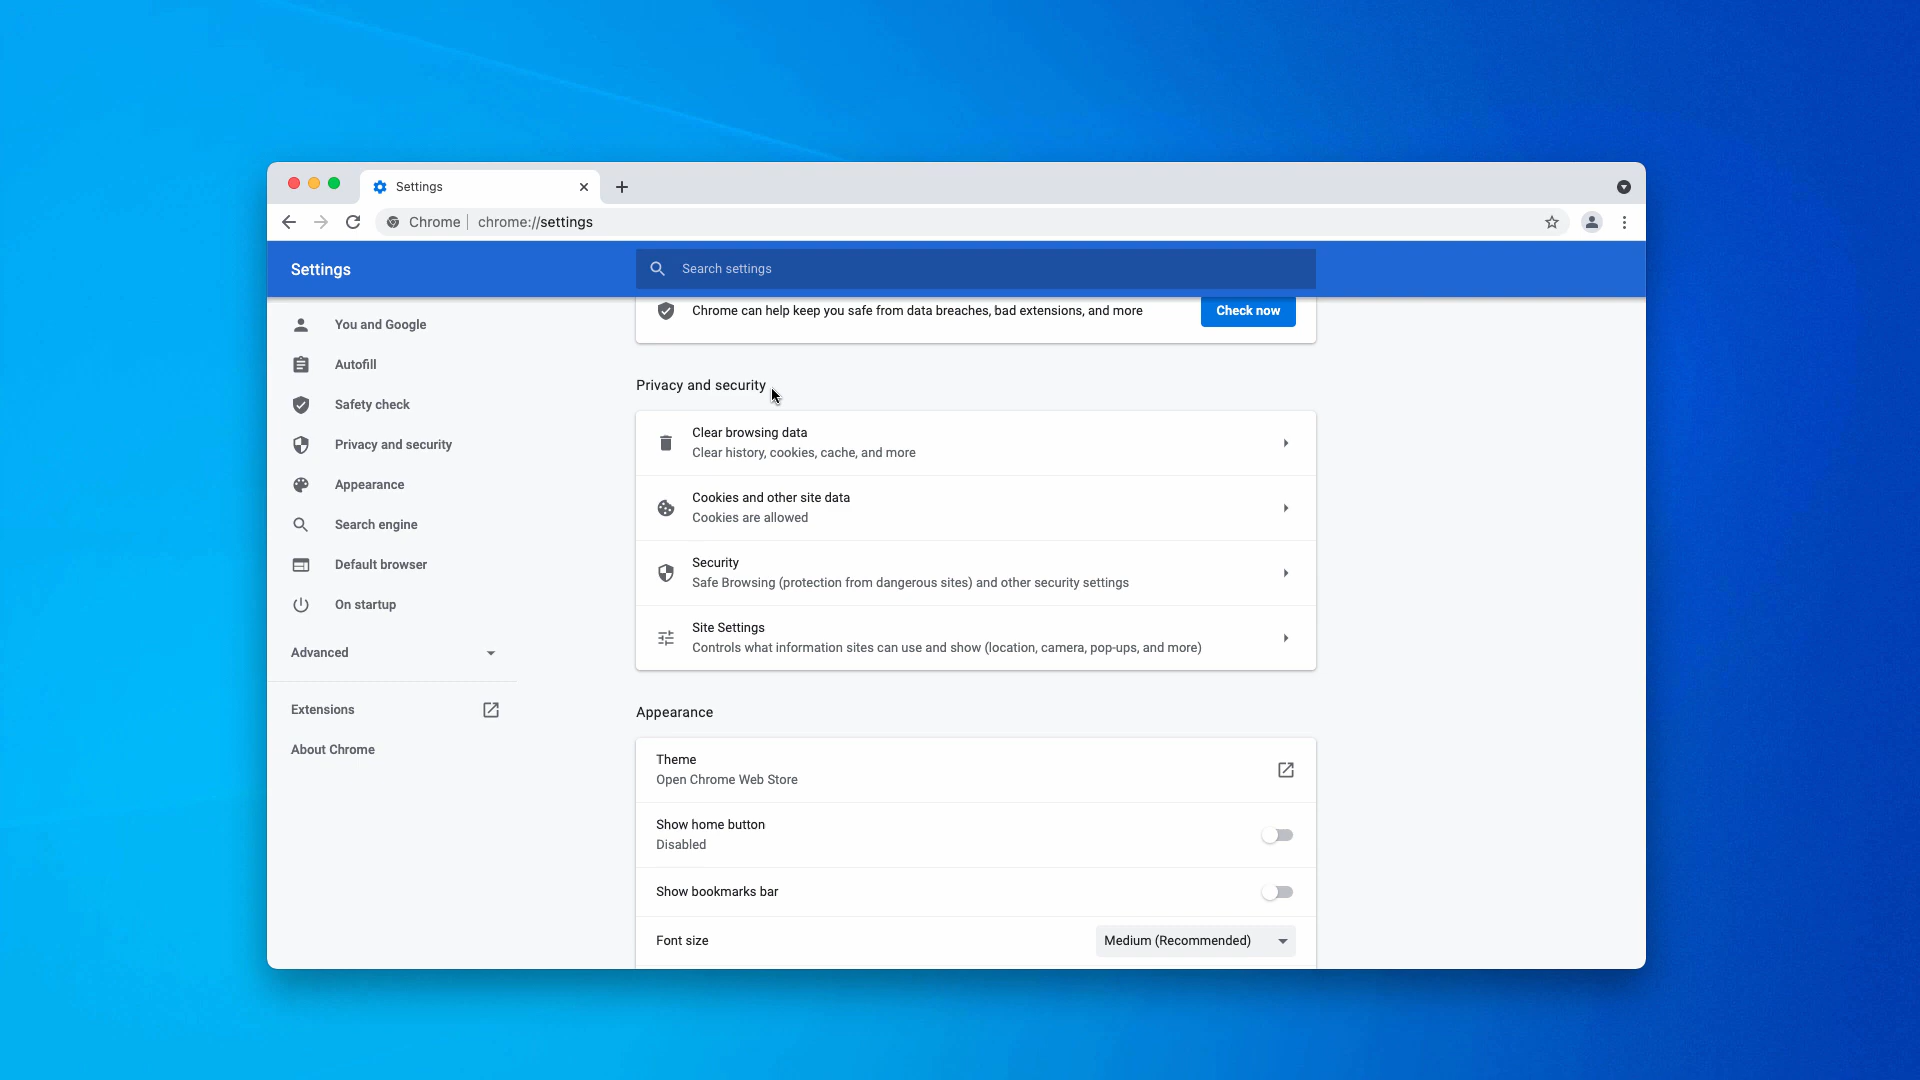 Settings
Chrome | chrome://settings
Settings
Search settings
Chrome can help keep you safe from data breaches, bad extensions, and more
Check now
You and Google
Autofill
Safety check
Privacy and security
Appearance
Search engine
Default browser
On startup
Advanced
Extensions
About Chrome
Privacy and security
Clear browsing data
Clear history, cookies, cache, and more
Cookies and other site data
Cookies are allowed
Security
Safe Browsing (protection from dangerous sites) and other security settings
Site Settings
Controls what information sites can use and show (location, camera, pop-ups, and more)
Appearance
Theme
Open Chrome Web Store
Show home button
Disabled
Show bookmarks bar
Font size
Medium (Recommended)